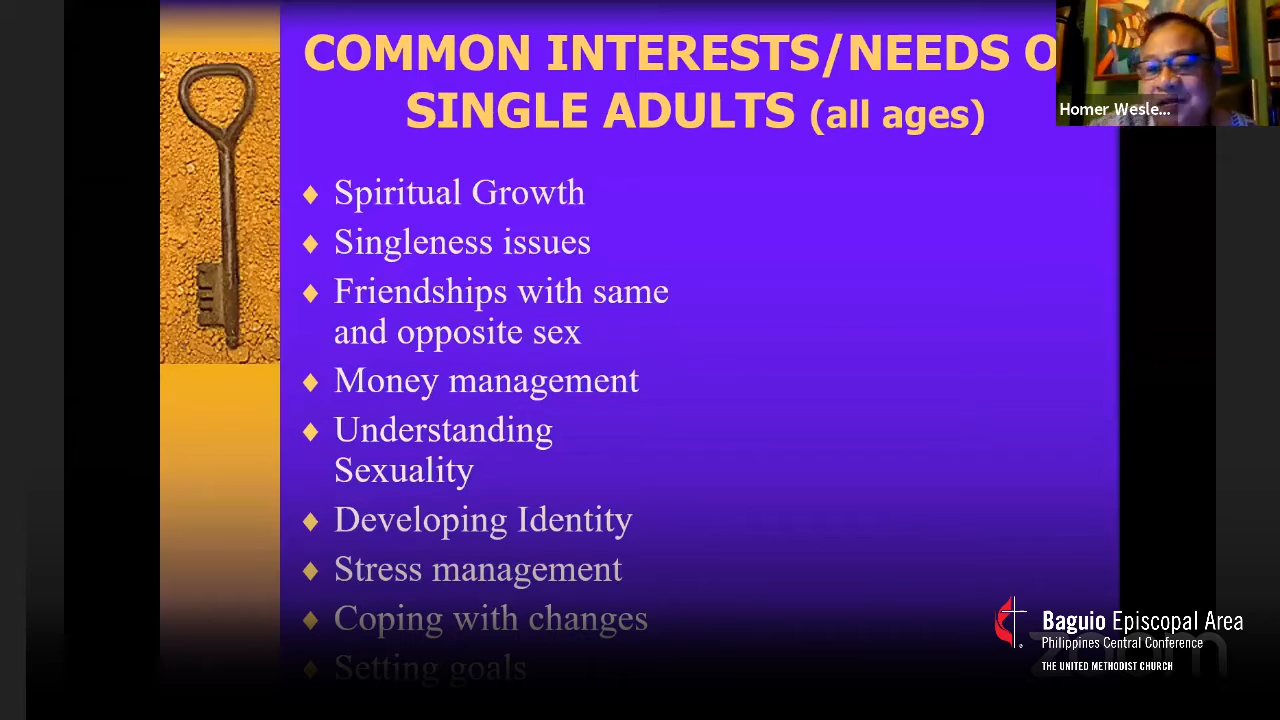 COMMON INTERESTS/NEEDS O
SINGLE ADULTS (all ages)
Homer Wesle...
♦ Spiritual Growth
♦ Singleness issues
♦ Friendships with same
and opposite sex
♦ Money management
♦ Understanding
Sexuality
♦ Developing Identity
♦ Stress management
♦ Coping with changes
♦ Setting goals
Baguio Episcopal Area
Philippines Central Conference
THE UNITED METHODIST CHURCH
zoom